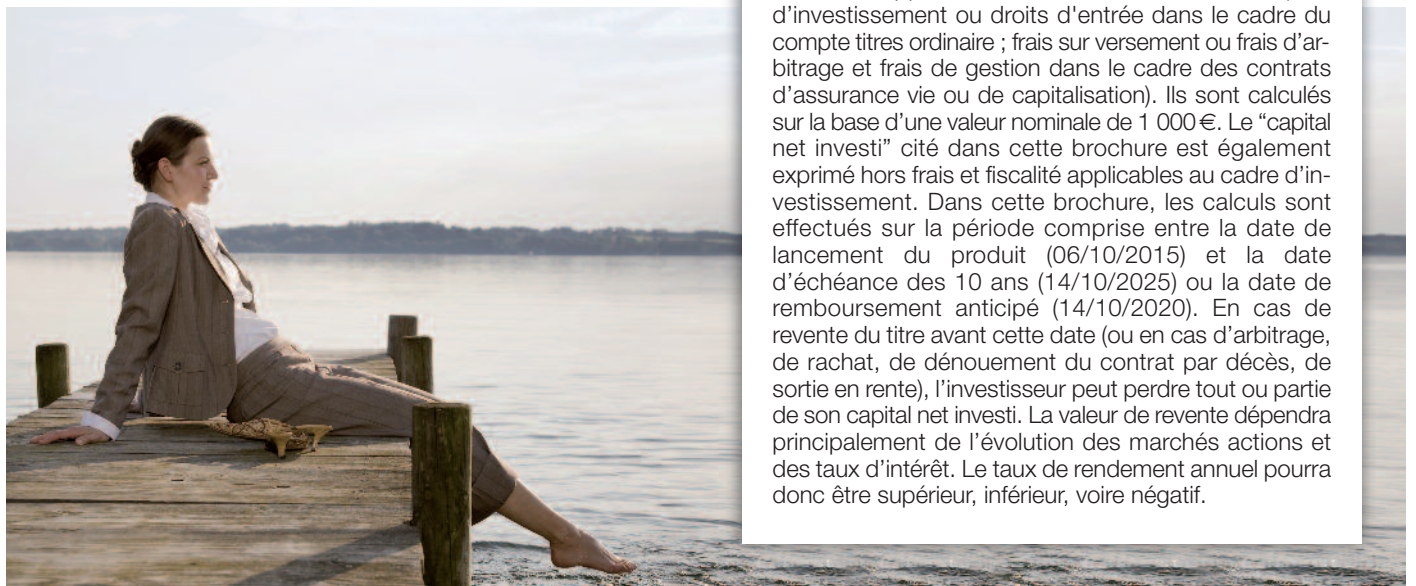 d’investissement ou droits d'entrée dans le cadre du
compte titres ordinaire ; frais sur versement ou frais d’ar-
bitrage et frais de gestion dans le cadre des contrats
d’assurance vie ou de capitalisation). Ils sont calculés
sur la base d’une valeur nominale de 1 000 €. Le “capital
net investi” cité dans cette brochure est également
exprimé hors frais et fiscalité applicables au cadre d’in-
vestissement. Dans cette brochure, les calculs sont
effectués sur la période comprise entre la date de
lancement du produit (06/10/2015) et la date
d’échéance des 10 ans (14/10/2025) ou la date de
remboursement anticipé (14/10/2020). En cas de
revente du titre avant cette date (ou en cas d’arbitrage,
de rachat, de dénouement du contrat par décès, de
sortie en rente), l’investisseur peut perdre tout ou partie
de son capital net investi. La valeur de revente dépendra
principalement de l’évolution des marchés actions et
des taux d’intérêt. Le taux de rendement annuel pourra
donc être supérieur, inférieur, voire négatif.